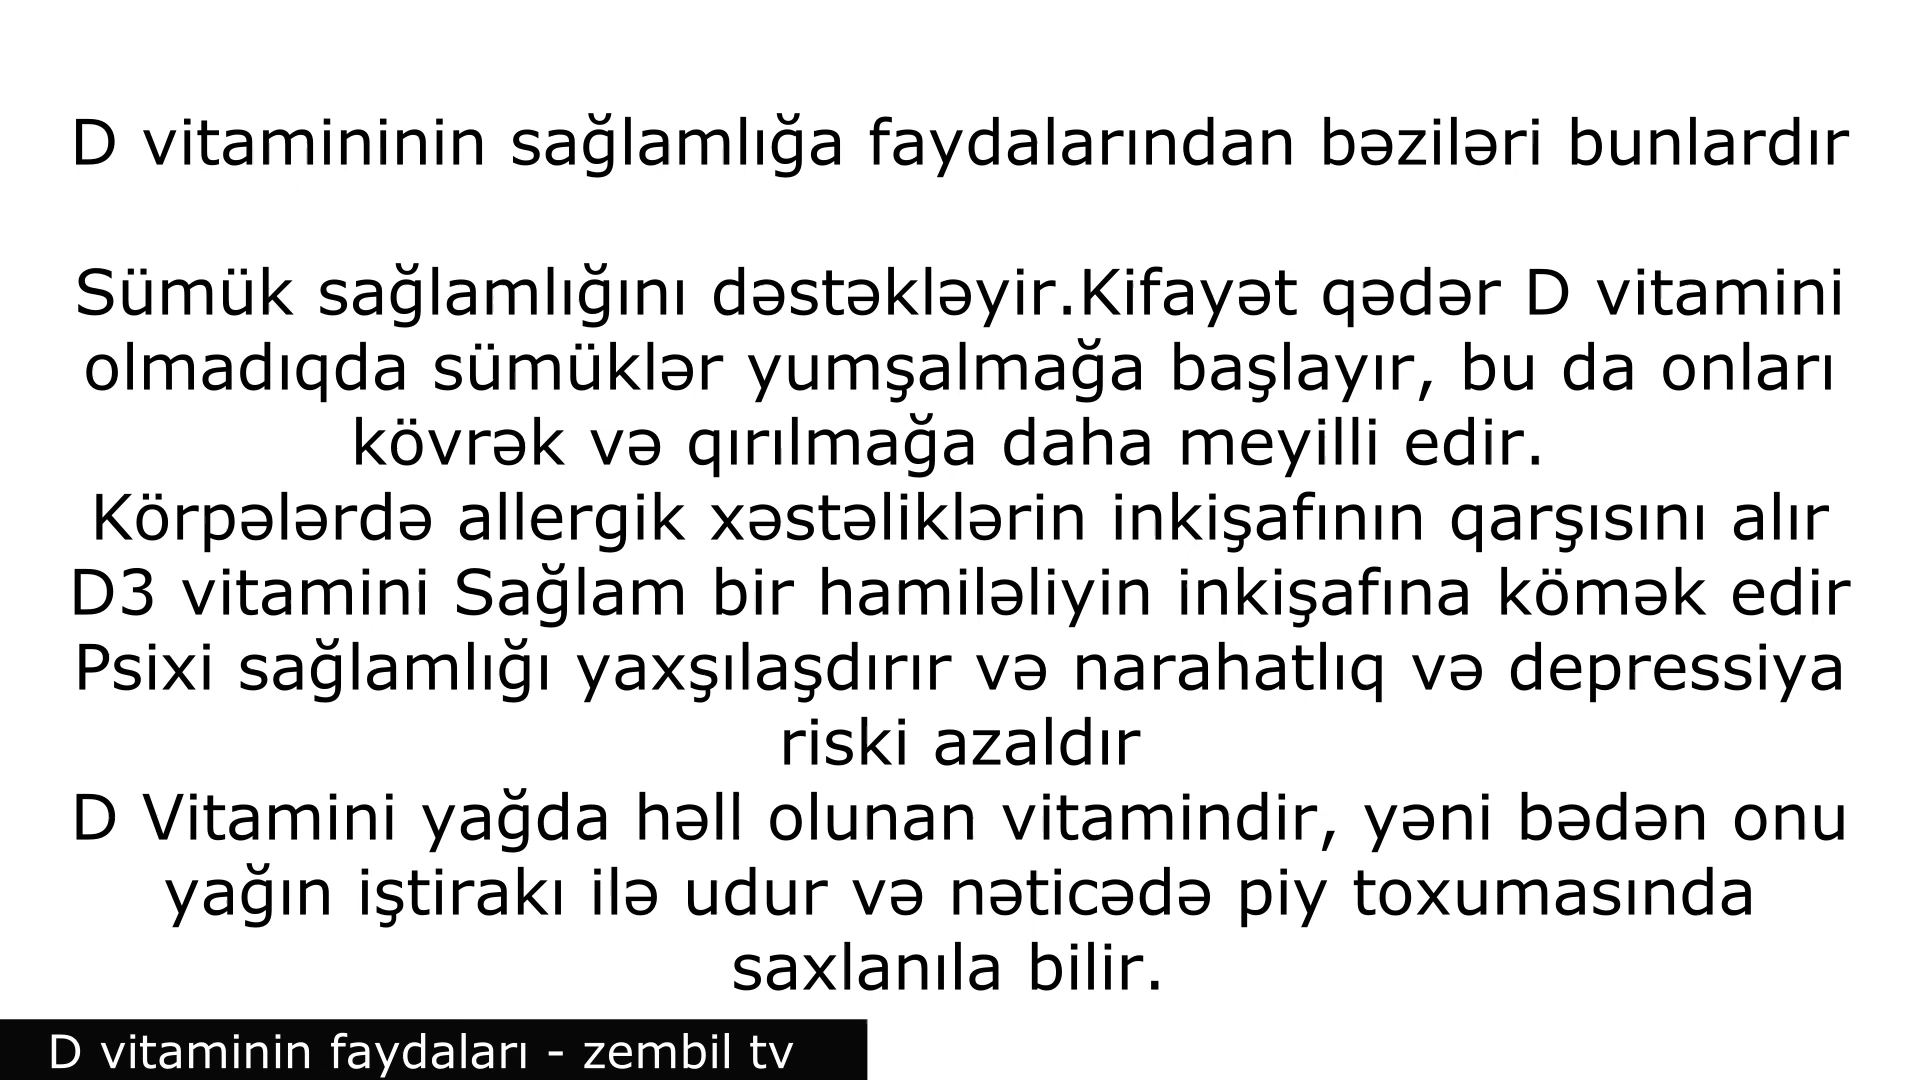 D vitamininin sağlamlığa faydalarından bəziləri bunlardır
Sümük sağlamlığını dəstəkləyir.Kifayət qədər D vitamini
olmadıqda sümüklər yumşalmağa başlayır, bu da onları
kövrək və qırılmağa daha meyilli edir.
Körpələrdə allergik xəstəliklərin inkişafının qarşısını alır
D3 vitamini Sağlam bir hamiləliyin inkişafına kömək edir
Psixi sağlamlığı yaxşılaşdırır və narahatlıq və depressiya
riski azaldır
D Vitamini yağda həll olunan vitamindir, yəni bədən onu
yağın iştirakı ilə udur və nəticədə piy toxumasında
saxlanıla bilir.
D vitaminin faydaları - zembil tv